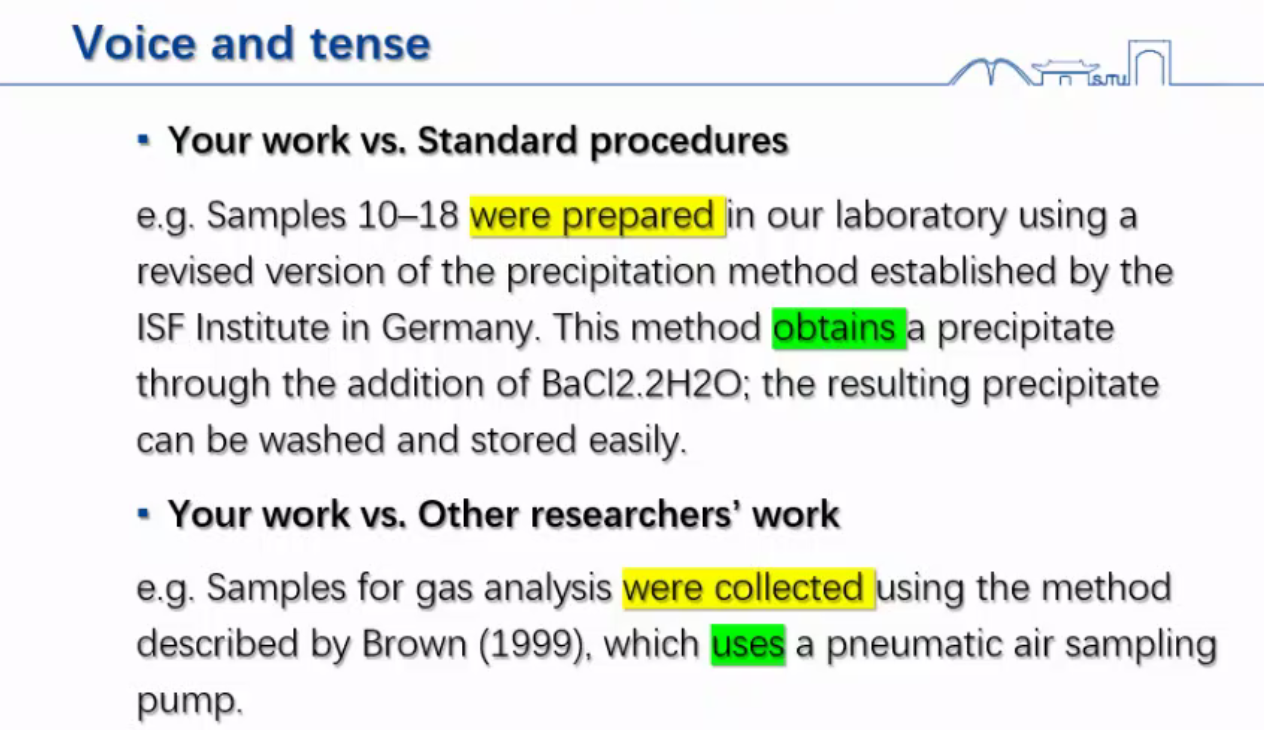 Voice and tense
SJTU
▪ Your work vs. Standard procedures
e.g. Samples 10–18 were prepared in our laboratory using a
revised version of the precipitation method established by the
ISF Institute in Germany. This method obtains a precipitate
through the addition of BaCl2.2H2O; the resulting precipitate
can be washed and stored easily.
▪ Your work vs. Other researchers’ work
e.g. Samples for gas analysis were collected using the method
described by Brown (1999), which uses a pneumatic air sampling
pump.